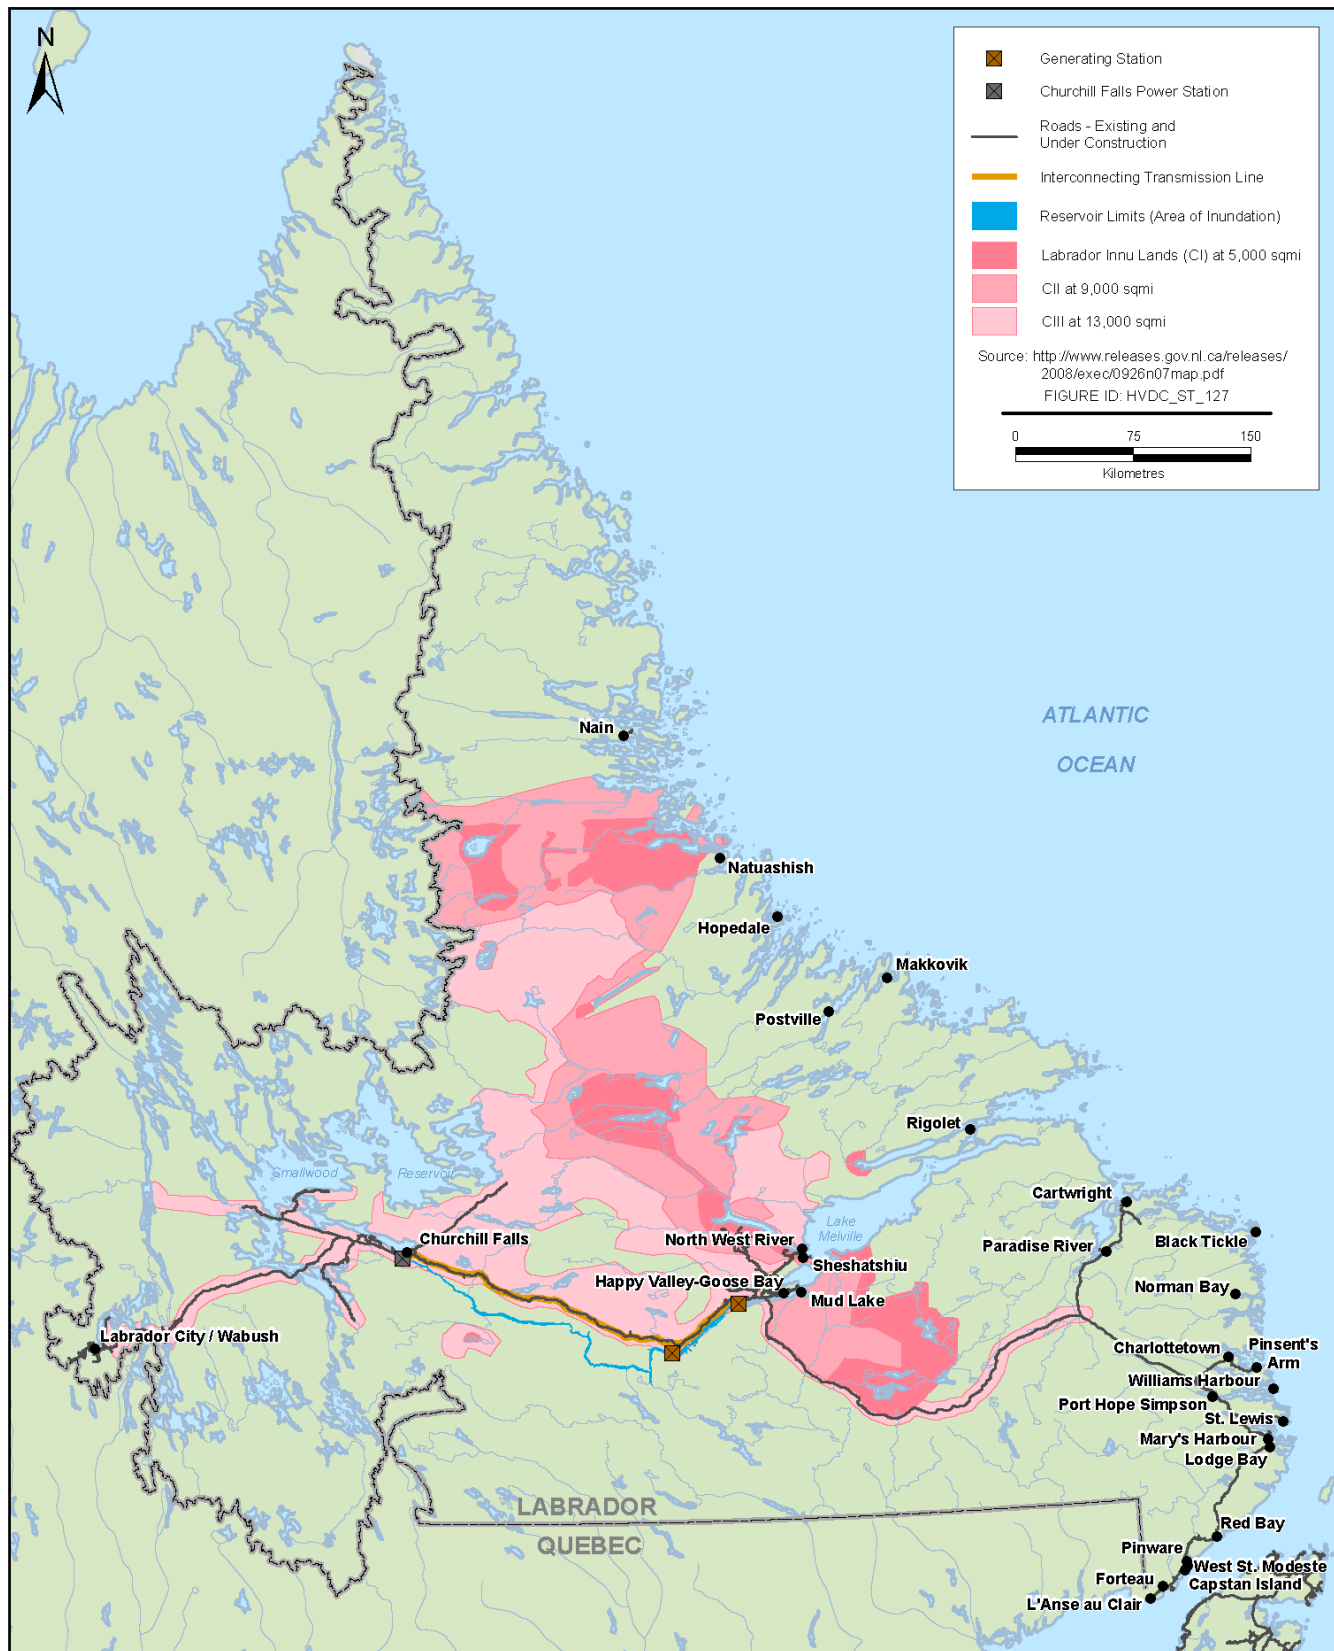 N
Generating Station
Churchill Falls Power Station
Roads - Existing and
Under Construction
Interconnecting Transmission Line
Reservoir Limits (Area of Inundation)
Labrador Innu Lands (CI) at 5,000 sqmi
CII at 9,000 sqmi
CIII at 13,000 sqmi
Source: http://www.releases.gov.nl.ca/releases/
2008/exec/0926n07map.pdf
FIGURE ID: HVDC_ST_127
0 75 150
Kilometres
ATLANTIC
OCEAN
Nain
Natuashish
Hopedale
Makkovik
Postville
Rigolet
Smallwood Reservoir
Cartwright
Lake
Melville
Churchill Falls
North West River
Paradise River
Black Tickle
Sheshatshiu
Happy Valley-Goose Bay
Mud Lake
Norman Bay
Labrador City / Wabush
Charlottetown
Pinsent's
Arm
Williams Harbour
Port Hope Simpson
St. Lewis
Mary's Harbour
Lodge Bay
LABRADOR
QUEBEC
Red Bay
Pinware
West St. Modeste
Forteau
Capstan Island
L'Anse au Clair